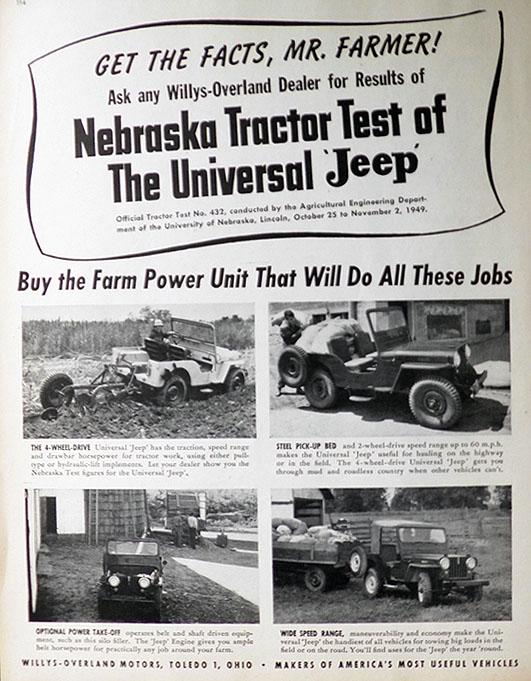 GET THE FACTS, MR. FARMER!
Ask any Willys-Overland Dealer for Results of
Nebraska Tractor Test of
The Universal 'Jeep'
Official Tractor Test No. 432, conducted by the Agricultural Engineering Depart-
ment of the University of Nebraska, Lincoln, October 25 to November 2, 1949.
Buy the Farm Power Unit That Will Do All These Jobs
THE 4-WHEEL-DRIVE Universal 'Jeep' has the traction, speed range
and drawbar horsepower for tractor work, using either pull-
type or hydraulic-lift implements. Let your dealer show you the
Nebraska Test figures for the Universal 'Jeep'.
STEEL PICK-UP BED and 2-wheel-drive speed range up to 60 m.p.h.
makes the Universal 'Jeep' useful for hauling on the highway
or in the field. The 4-wheel-drive Universal 'Jeep' gets you
through mud and roadless country when other vehicles can't.
OPTIONAL POWER TAKE-OFF operates belt and shaft driven equip-
ment, such as this silo filler. The 'Jeep' Engine gives you ample
belt horsepower for practically any job around your farm.
WIDE SPEED RANGE, maneuverability and economy make the Uni-
versal 'Jeep' the handiest of all vehicles for towing big loads in the
field or on the road. You'll find uses for the 'Jeep' the year 'round.
WILLYS-OVERLAND MOTORS, TOLEDO 1, OHIO • MAKERS OF AMERICA'S MOST USEFUL VEHICLES